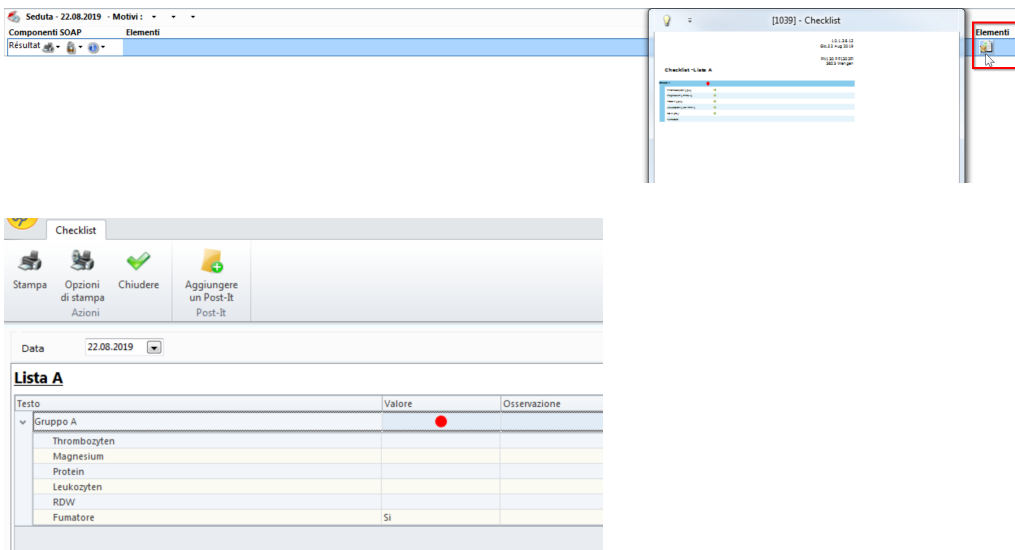 Seduta - 22.08.2019 - Motivi : - - -
Componenti SOAP Elementi
Résultat
[1039] - Checklist
Checklist -Lista A
Elementi
Checklist
Stampa Opzioni di stampa Chiudere Aggiungere un Post-It
Azioni Post-It
Data 22.08.2019
Lista A
Testo Valore Osservazione
Gruppo A
Thrombozyten
Magnesium
Protein
Leukozyten
RDW
Fumatore Si